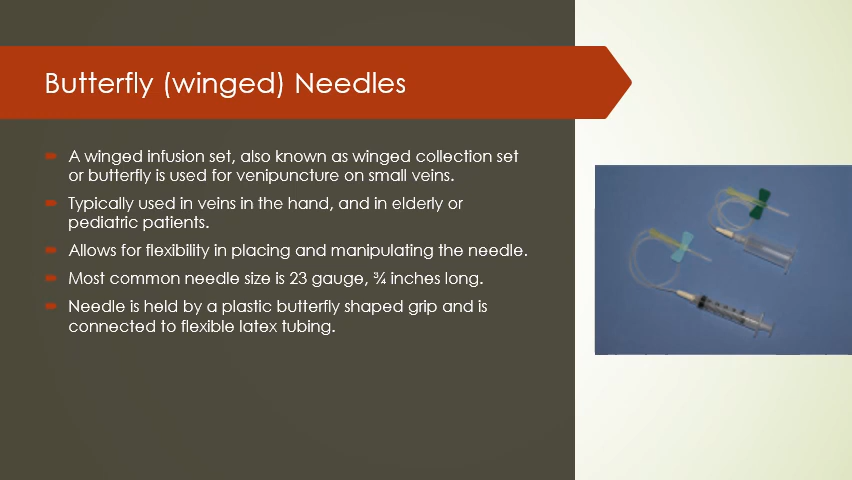 Butterfly (winged) Needles
A winged infusion set, also known as winged collection set
or butterfly is used for venipuncture on small veins.
Typically used in veins in the hand, and in elderly or
pediatric patients.
Allows for flexibility in placing and manipulating the needle.
Most common needle size is 23 gauge, ¾ inches long.
Needle is held by a plastic butterfly shaped grip and is
connected to flexible latex tubing.